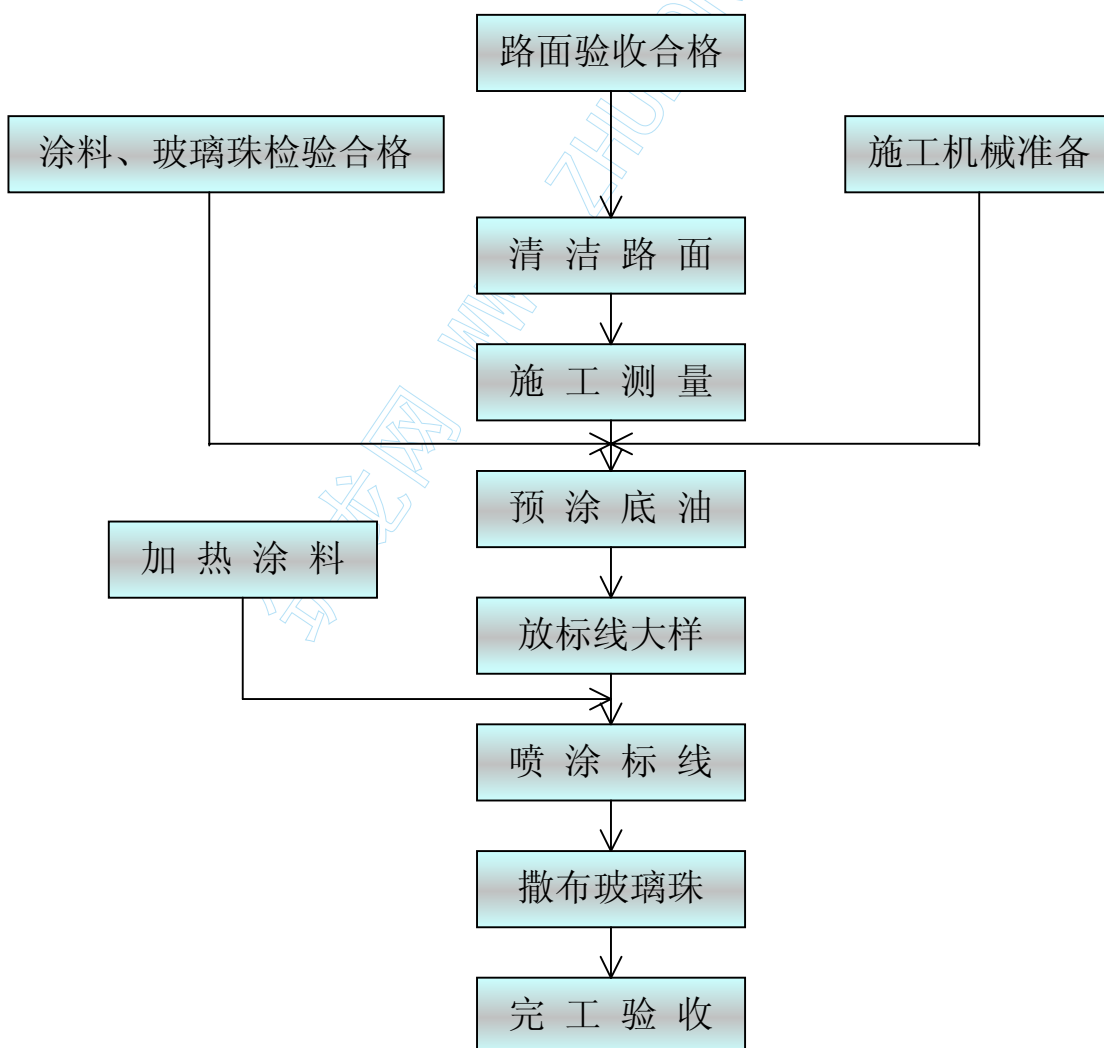 路面验收合格
涂料、玻璃珠检验合格
施工机械准备
清洁路面
施工测量
预涂底油
加热涂料
放标线大样
喷涂标线
撒布玻璃珠
完工验收